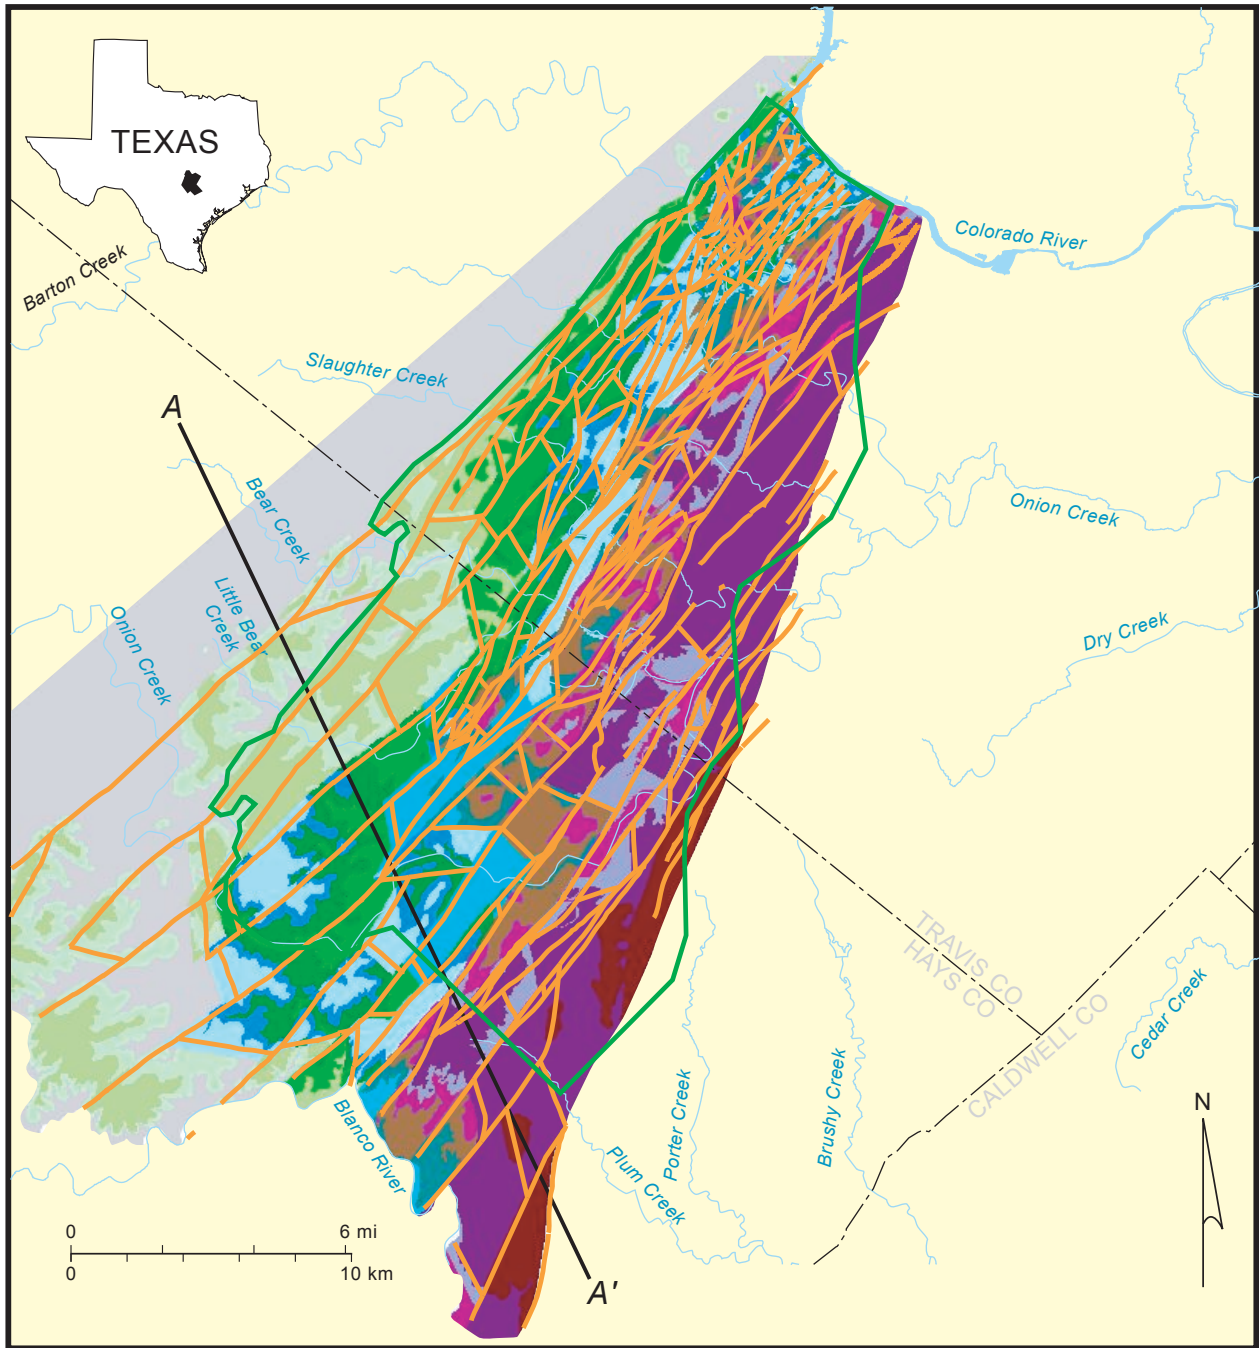 TEXAS
Barton Creek
Colorado River
Slaughter Creek
A
Bear Creek
Onion Creek
Little Bear
Creek
Onion Creek
Dry Creek
TRAVIS CO
HAYS CO
CALDWELL CO
Cedar Creek
Blanco River
Porter Creek
Brushy Creek
Plum Creek
N
0 6 mi
0 10 km
A'